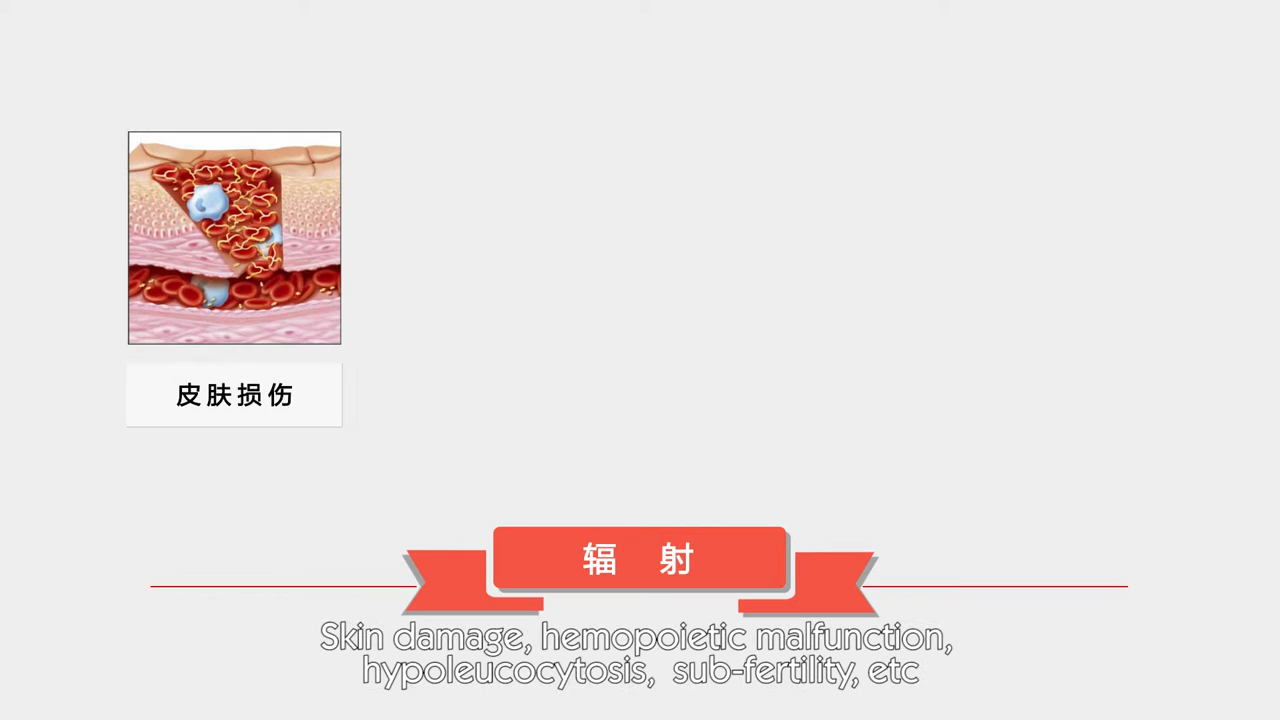 皮肤损伤
辐射
Skin damage, hemopoietic malfunction,
hypoleucocytosis, sub-fertility, etc